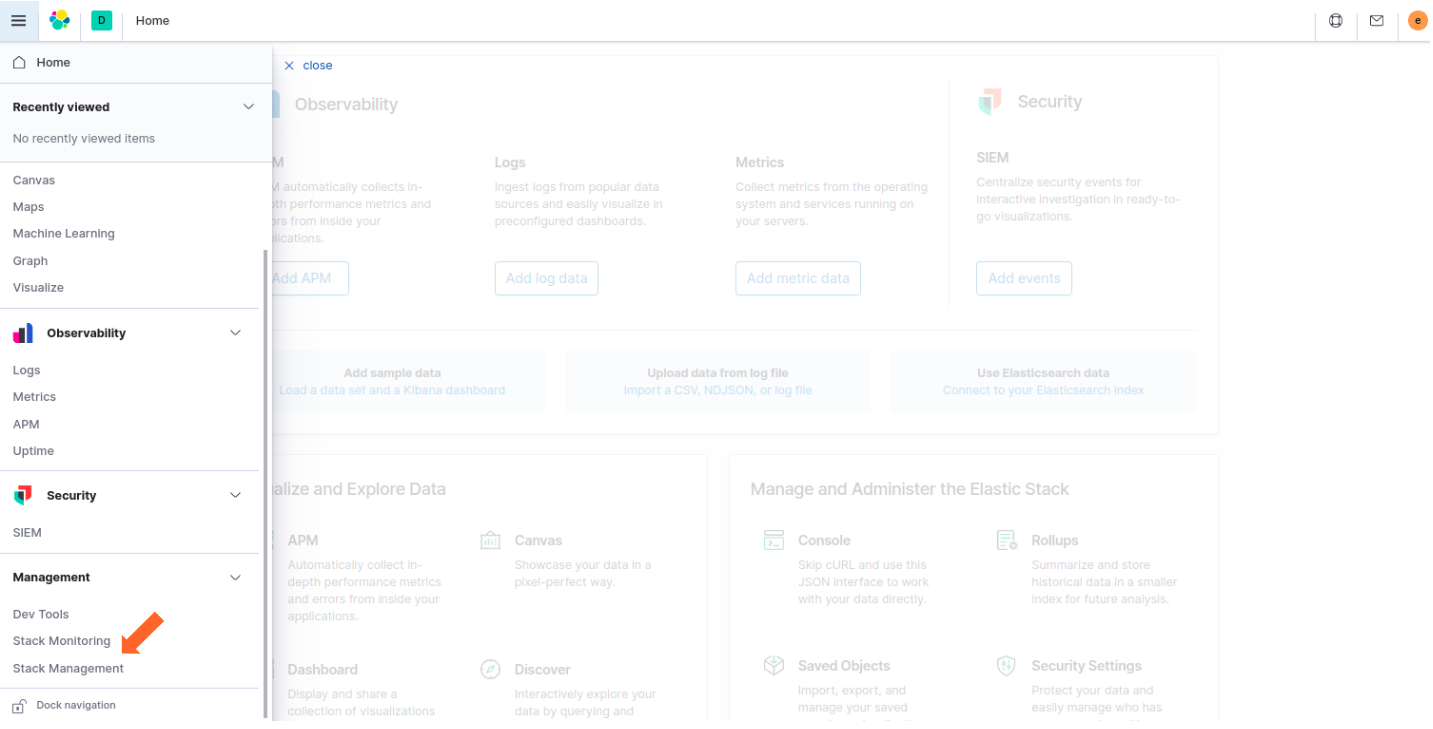 D
Home
e
Home
close
Recently viewed
No recently viewed items
Canvas
Maps
Machine Learning
Graph
Visualize
Observability
Logs
Metrics
APM
Uptime
Security
SIEM
Management
Dev Tools
Stack Monitoring
Stack Management
Dock navigation
Observability
Security
M
M automatically collects in-
th performance metrics and
rs from inside your
lications.
Add APM
Logs
Ingest logs from popular data
sources and easily visualize in
preconfigured dashboards.
Add log data
Metrics
Collect metrics from the operating
system and services running on
your servers.
Add metric data
SIEM
Centralize security events for
interactive investigation in ready-to-
go visualizations.
Add events
Add sample data
Load a data set and a Kibana dashboard
Upload data from log file
Import a CSV, NDJSON, or log file
Use Elasticsearch data
Connect to your Elasticsearch index
alize and Explore Data
APM
Automatically collect in-
depth performance metrics
and errors from inside your
applications.
Canvas
Showcase your data in a
pixel-perfect way.
Dashboard
Display and share a
collection of visualizations
Discover
Interactively explore your
data by querying and
Manage and Administer the Elastic Stack
Console
Skip cURL and use this
JSON interface to work
with your data directly.
Rollups
Summarize and store
historical data in a smaller
index for future analysis.
Saved Objects
Import, export, and
manage your saved
Security Settings
Protect your data and
easily manage who has